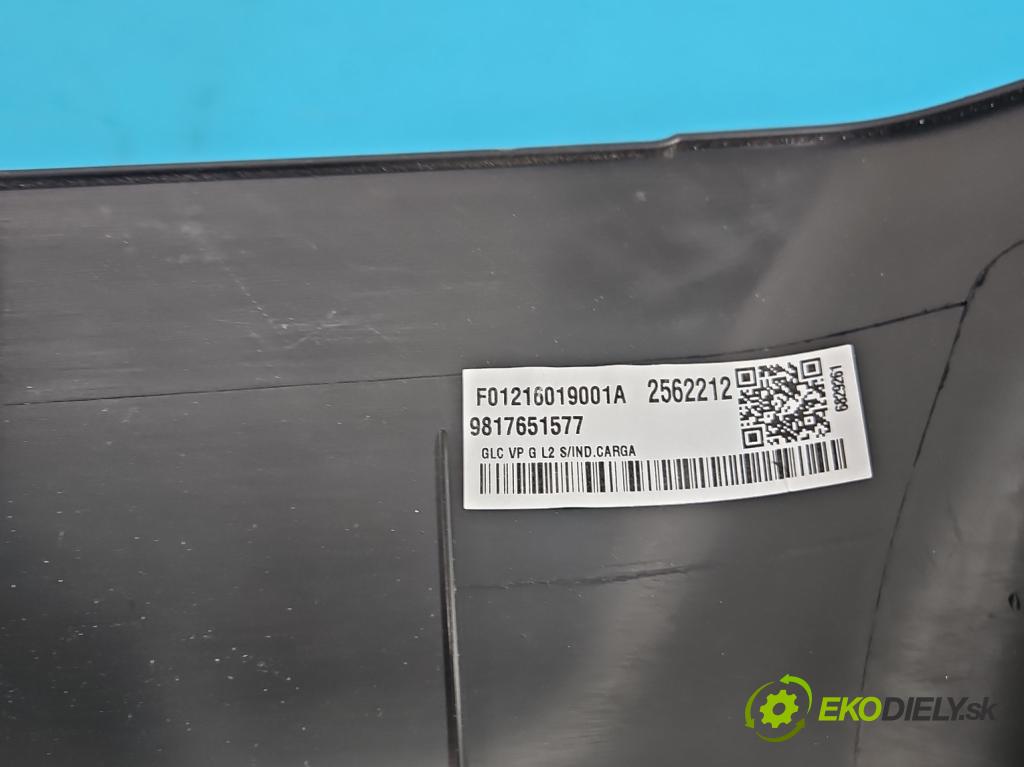 F01216019001A 2562212
9817651577
GLC VP G L2 S/IND.CARGA
6829261
EKODIELY.sk